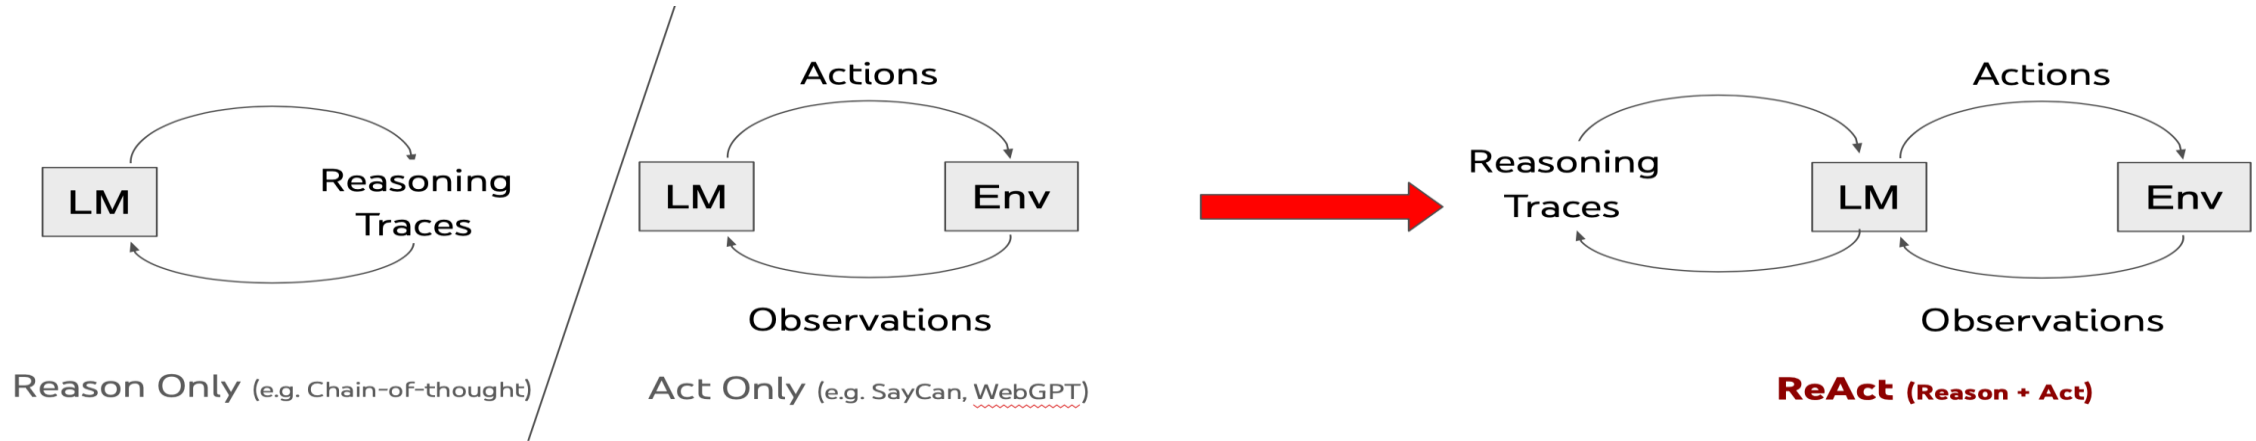 LM
Reasoning
Traces
Reason Only (e.g. Chain-of-thought)
Actions
LM
Env
Observations
Act Only (e.g. SayCan, WebGPT)
Reasoning
Traces
Actions
LM
Env
Observations
ReAct (Reason + Act)